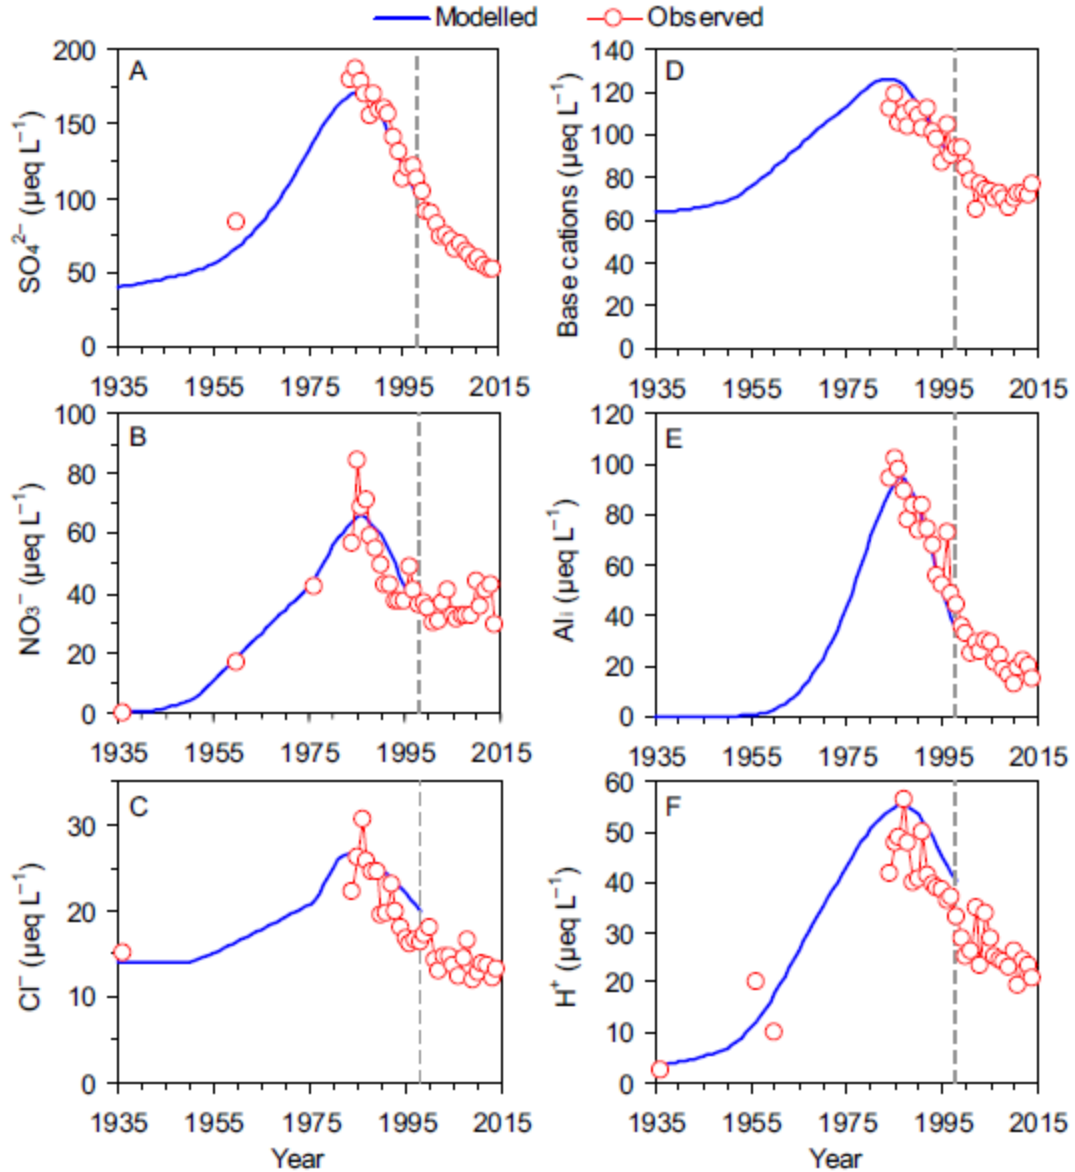 Modelled Observed
A
SO₄²⁻ (µeq L⁻¹)
200
150
100
50
0
1935 1955 1975 1995 2015
D
Base cations (µeq L⁻¹)
140
120
100
80
60
40
20
0
1935 1955 1975 1995 2015
B
NO₃⁻ (µeq L⁻¹)
100
80
60
40
20
0
1935 1955 1975 1995 2015
E
Alᵢ (µeq L⁻¹)
120
100
80
60
40
20
0
1935 1955 1975 1995 2015
C
Cl⁻ (µeq L⁻¹)
30
20
10
0
1935 1955 1975 1995 2015
Year
F
H⁺ (µeq L⁻¹)
60
50
40
30
20
10
0
1935 1955 1975 1995 2015
Year